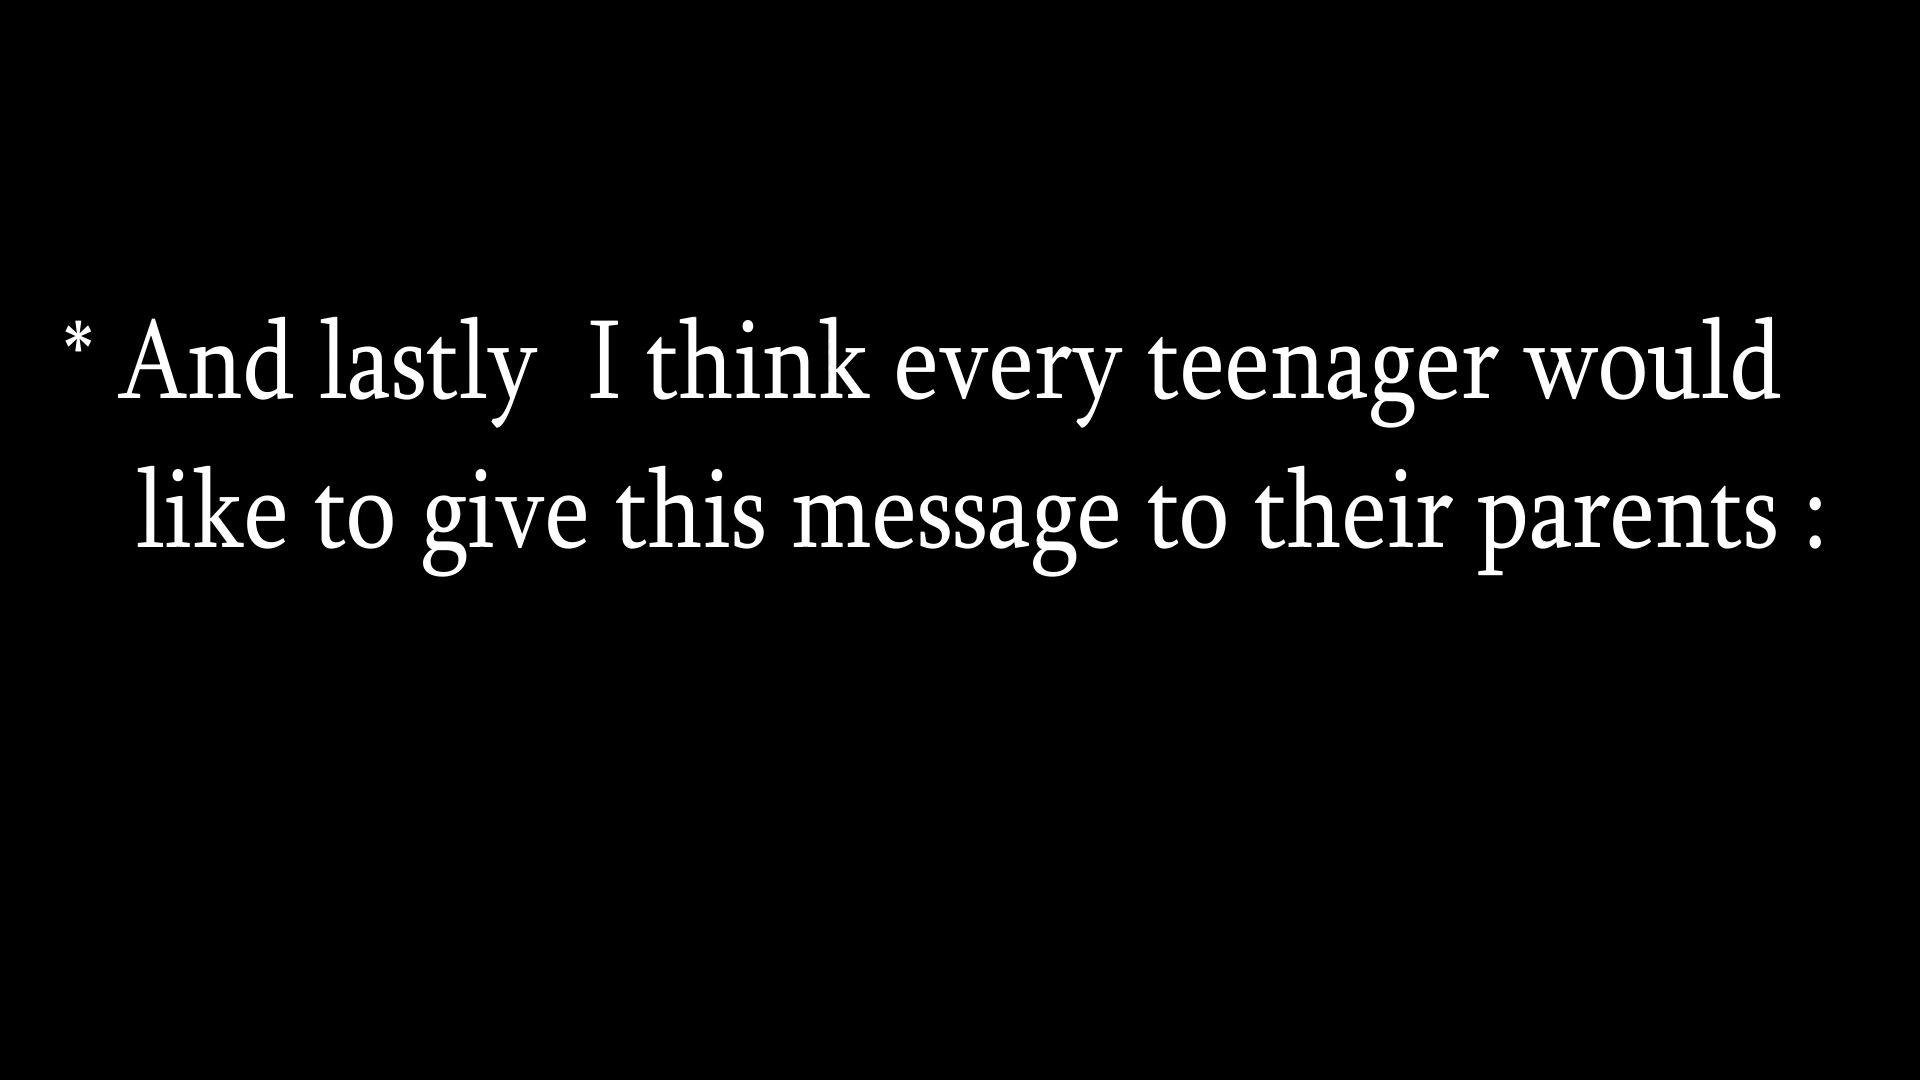 * And lastly  I think every teenager would
like to give this message to their parents :